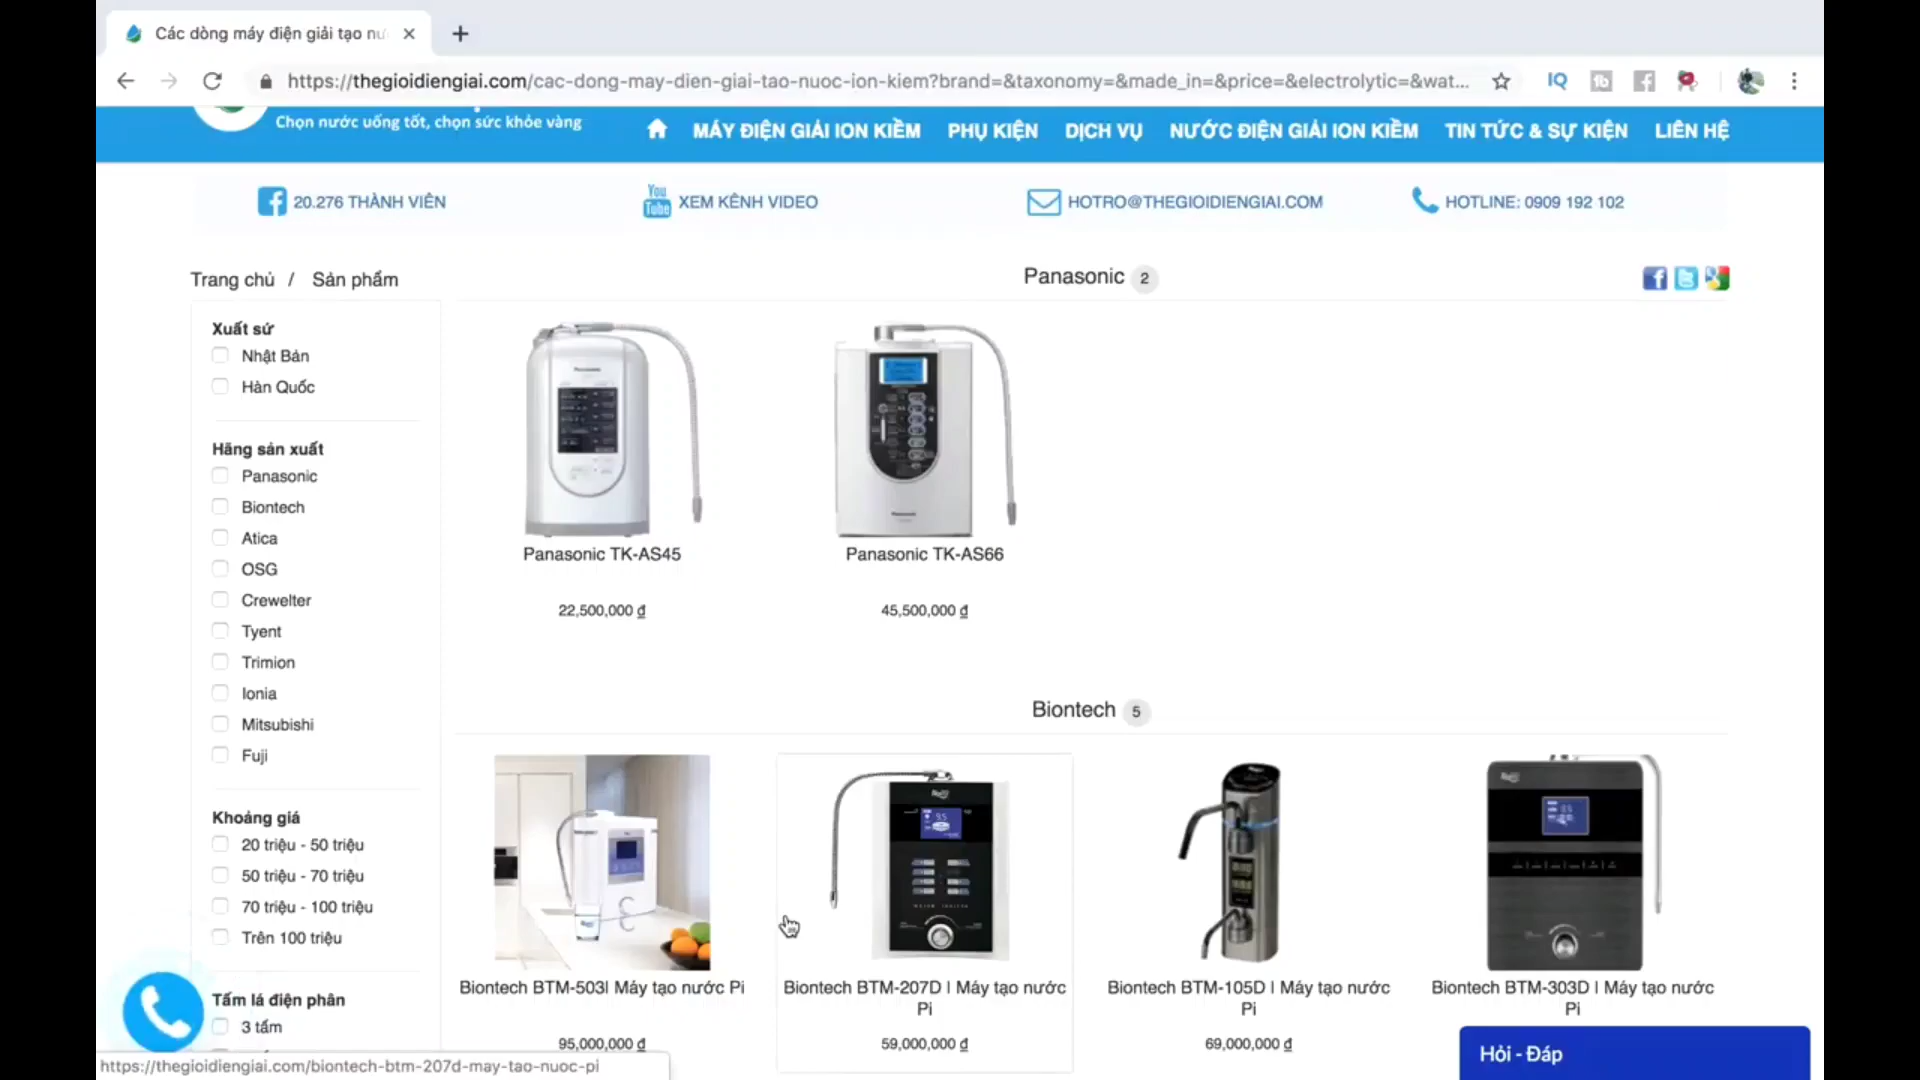 Các dòng máy điện giải tạo nư
https://thegioidiengiai.com/cac-dong-may-dien-giai-tao-nuoc-ion-kiem?brand=&taxonomy=&made_in=&price=&electrolytic=&wat...
Chọn nước uống tốt, chọn sức khỏe vàng
MÁY ĐIỆN GIẢI ION KIỀM PHỤ KIỆN DỊCH VỤ NƯỚC ĐIỆN GIẢI ION KIỀM TIN TỨC & SỰ KIỆN LIÊN HỆ
20.276 THÀNH VIÊN
You Tube XEM KÊNH VIDEO
HOTRO@THEGIOIDIENGIAI.COM
HOTLINE: 0909 192 102
Trang chủ / Sản phẩm
Xuất sứ
Nhật Bản
Hàn Quốc
Hãng sản xuất
Panasonic
Biontech
Atica
OSG
Crewelter
Tyent
Trimion
Ionia
Mitsubishi
Fuji
Khoảng giá
20 triệu - 50 triệu
50 triệu - 70 triệu
70 triệu - 100 triệu
Trên 100 triệu
Tấm lá điện phân
3 tấm
Panasonic 2
Panasonic
Panasonic
Panasonic TK-AS45
Panasonic TK-AS66
22,500,000 ₫
45,500,000 ₫
Biontech 5
Biontech BTM-503| Máy tạo nước Pi
95,000,000 ₫
Biontech BTM-207D | Máy tạo nước
Pi
59,000,000 ₫
Biontech BTM-105D | Máy tạo nước
Pi
69,000,000 ₫
Biontech BTM-303D | Máy tạo nước
Pi
Hỏi - Đáp
https://thegioidiengiai.com/biontech-btm-207d-may-tao-nuoc-pi